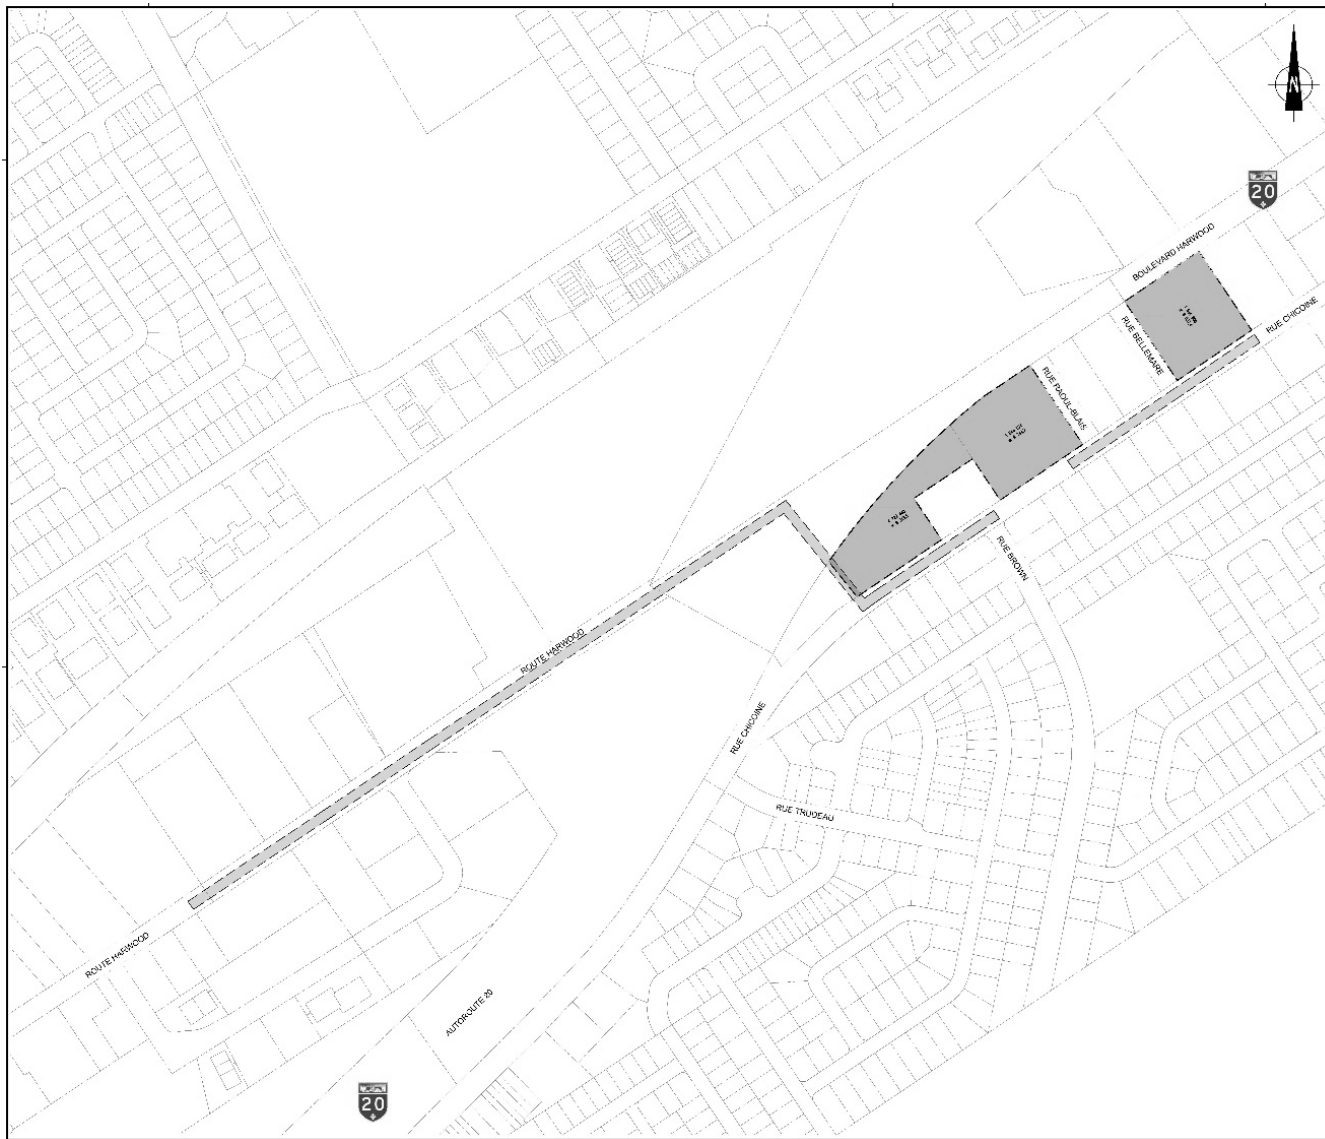 N
20
BOULEVARD HARWOOD
RUE CHICOINE
RUE BELLEMARE
RUE RAOUL-BLAIS
RUE BROWN
ROUTE HARWOOD
RUE CHICOINE
RUE TRUDEAU
ROUTE HARWOOD
AUTOROUTE 20
20